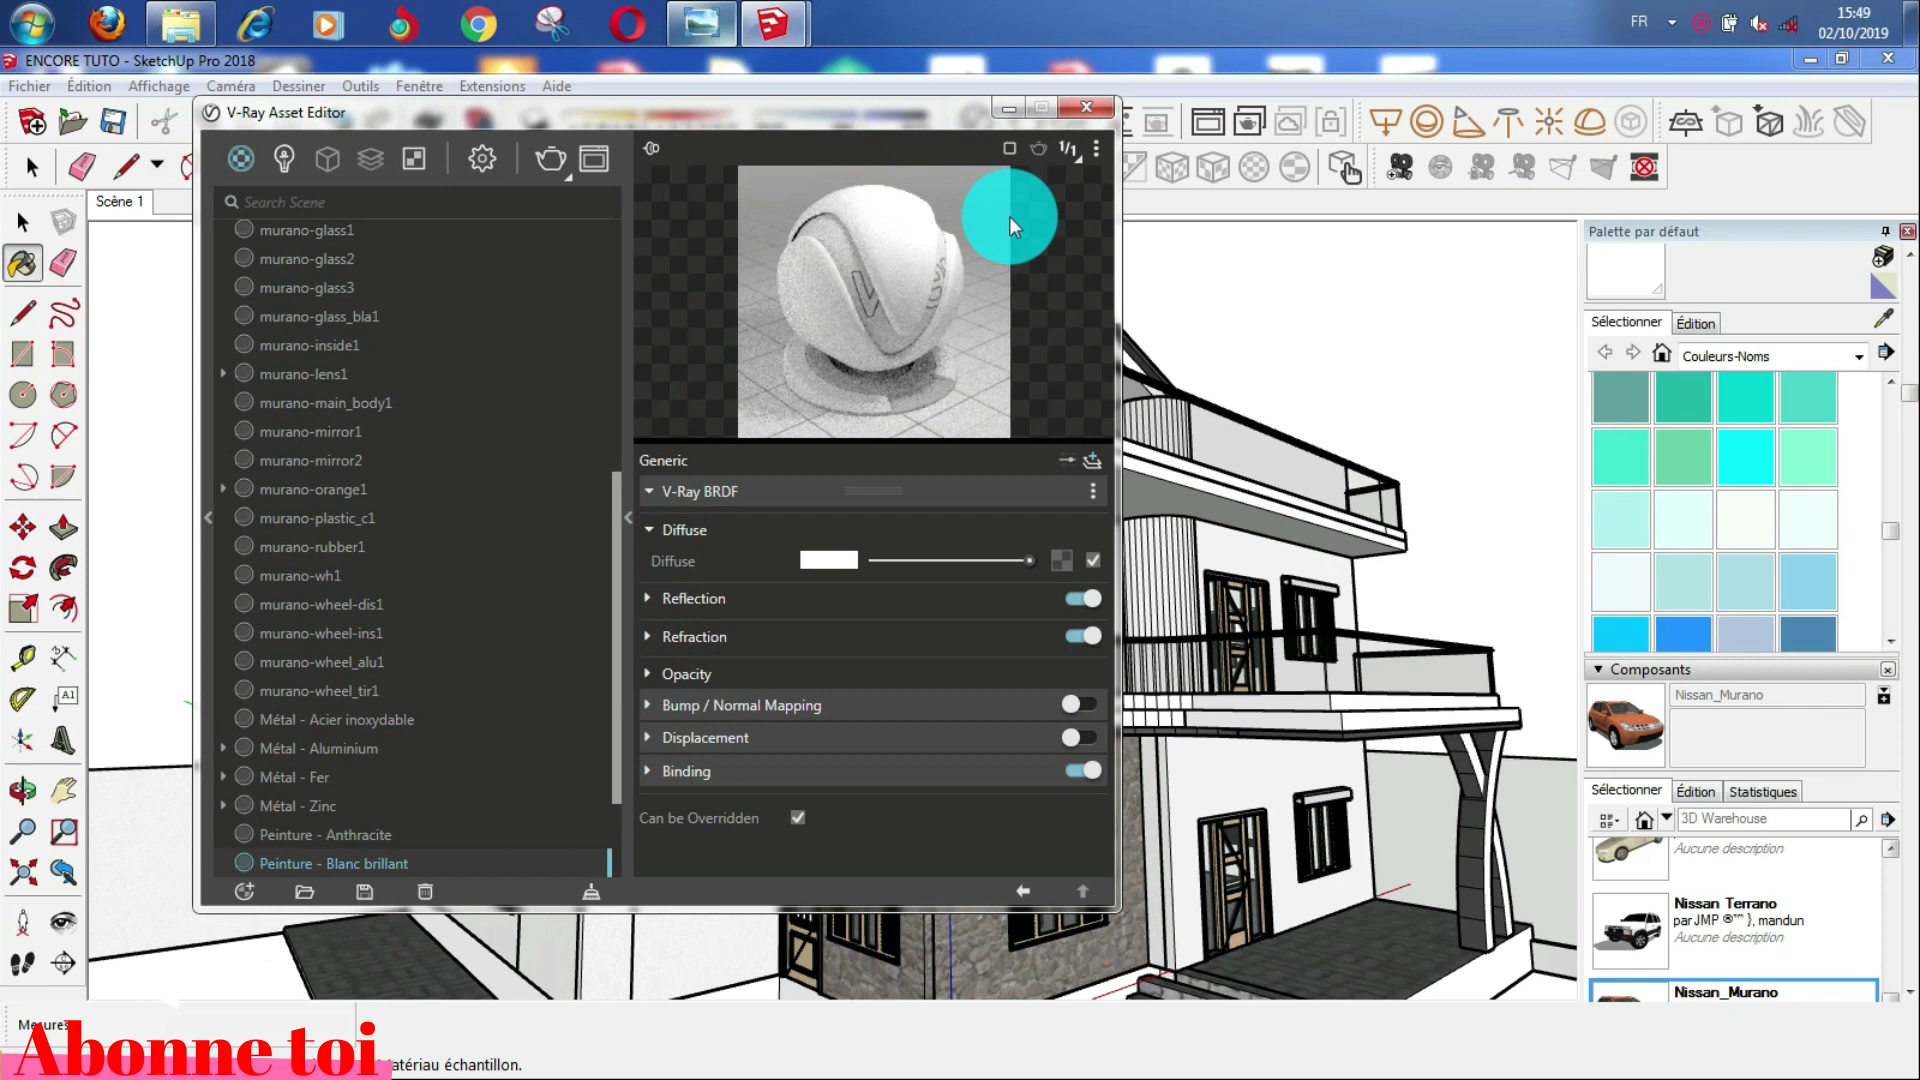 FR
15:49
02/10/2019
ENCORE TUTO - SketchUp Pro 2018
Fichier Édition Affichage Caméra Dessiner Outils Fenêtre Extensions Aide
V-Ray Asset Editor
1/1
Scène 1
Search Scene
murano-glass1
murano-glass2
murano-glass3
murano-glass_bla1
murano-inside1
murano-lens1
murano-main_body1
murano-mirror1
murano-mirror2
murano-orange1
murano-plastic_c1
murano-rubber1
murano-wh1
murano-wheel-dis1
murano-wheel-ins1
murano-wheel_alu1
murano-wheel_tir1
Métal - Acier inoxydable
Métal - Aluminium
Métal - Fer
Métal - Zinc
Peinture - Anthracite
Peinture - Blanc brillant
Generic
V-Ray BRDF
Diffuse
Diffuse
Reflection
Refraction
Opacity
Bump / Normal Mapping
Displacement
Binding
Can be Overridden
Palette par défaut
Sélectionner Édition
Couleurs-Noms
Composants
Nissan_Murano
Sélectionner Édition Statistiques
3D Warehouse
Aucune description
Nissan Terrano
par JMP ®™ }, mandun
Aucune description
Nissan_Murano
A1
Mesures
Abonne toi
atériau échantillon.